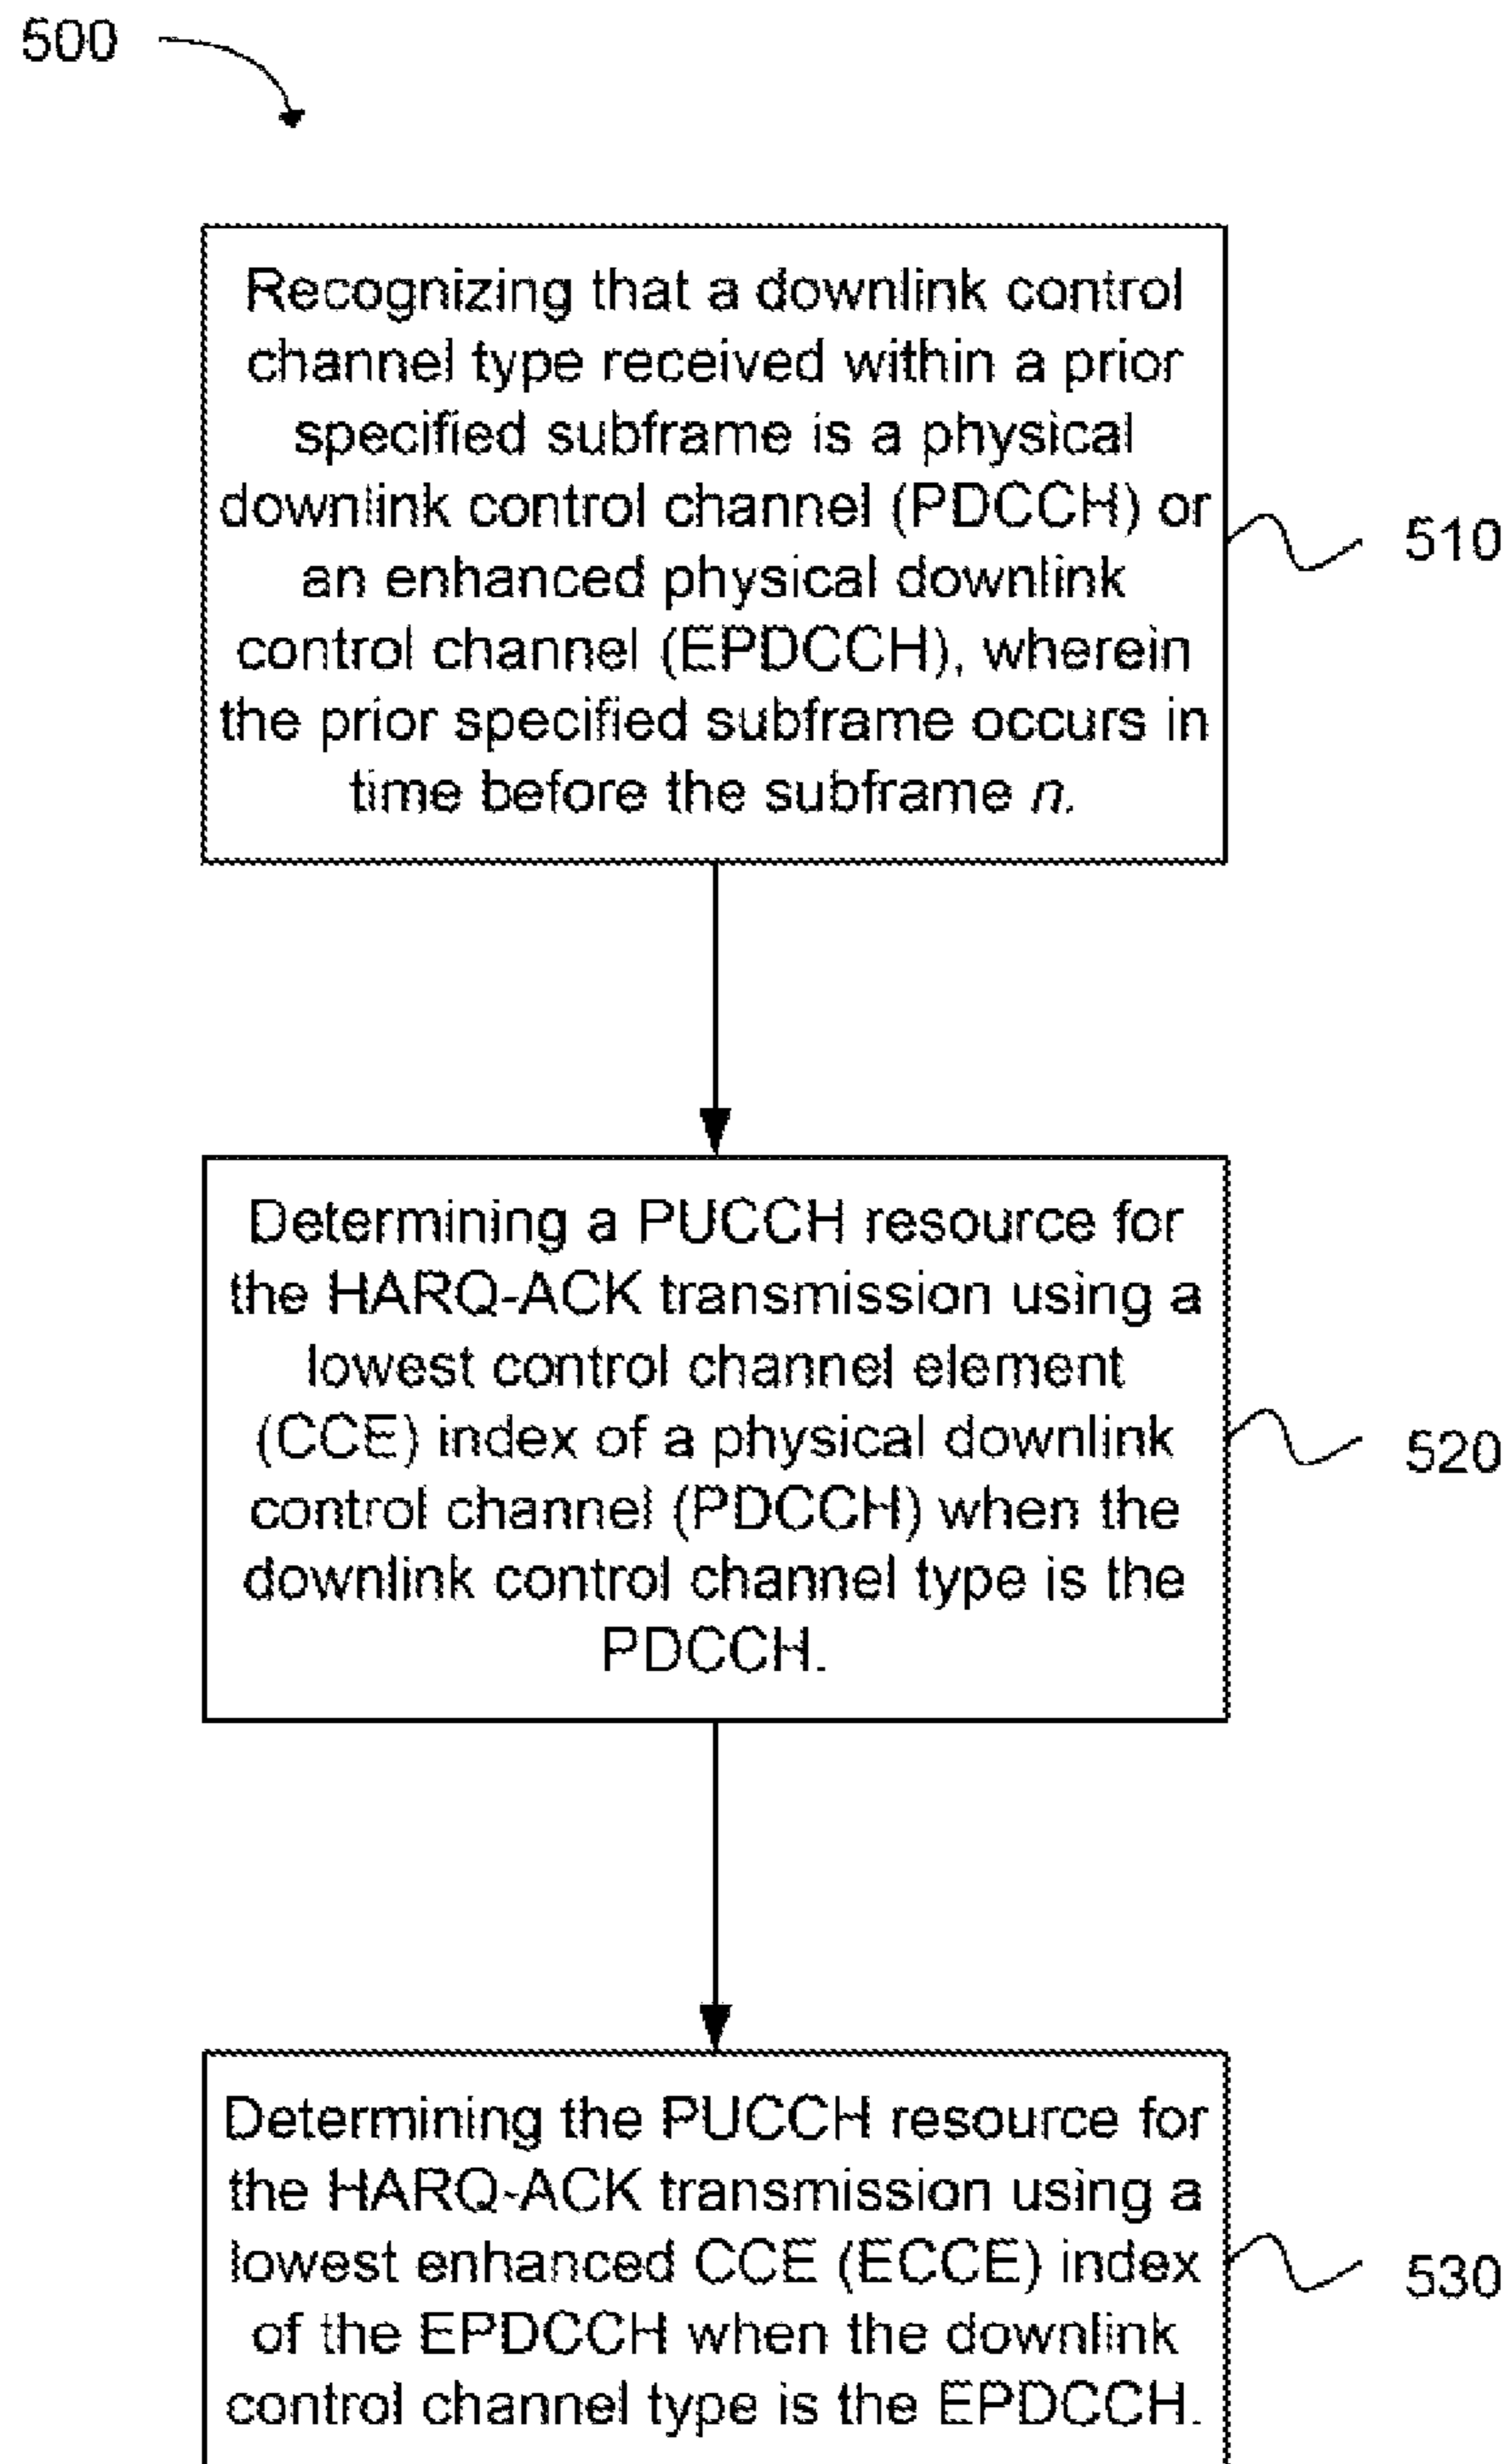 500
Recognizing that a downlink control
channel type received within a prior
specified subframe is a physical
downlink control channel (PDCCH) or
an enhanced physical downlink
control channel (EPDCCH), wherein
the prior specified subframe occurs in
time before the subframe n.
510
Determining a PUCCH resource for
the HARQ-ACK transmission using a
lowest control channel element
(CCE) index of a physical downlink
control channel (PDCCH) when the
downlink control channel type is the
PDCCH.
520
Determining the PUCCH resource for
the HARQ-ACK transmission using a
lowest enhanced CCE (ECCE) index
of the EPDCCH when the downlink
control channel type is the EPDCCH.
530